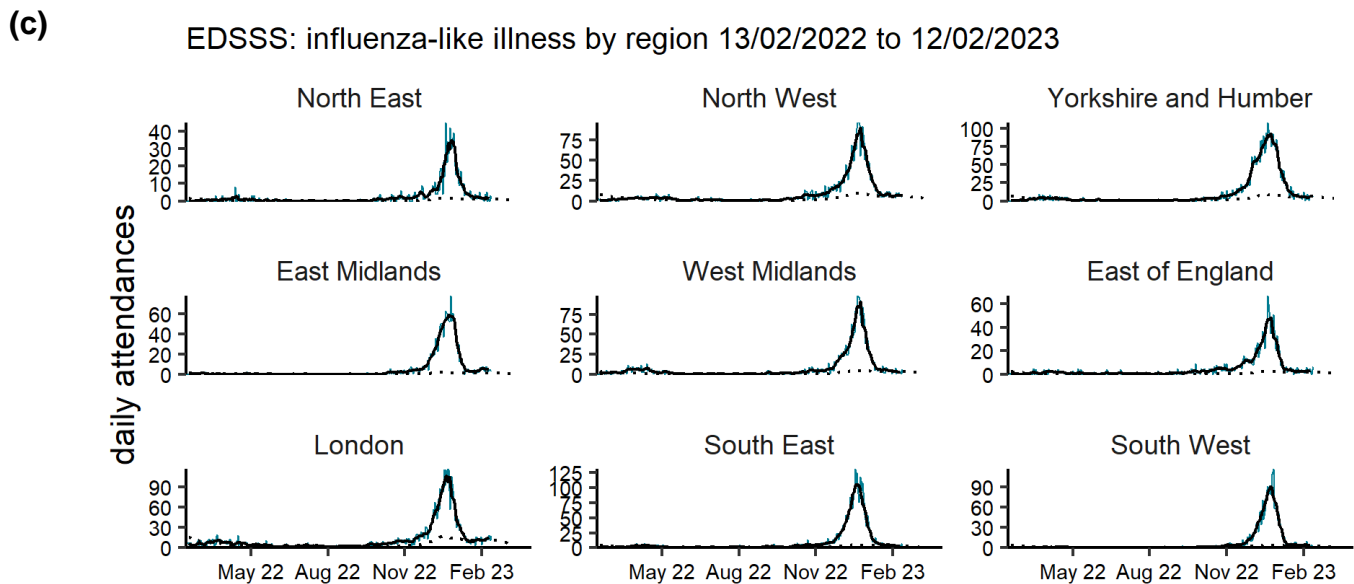 (c)
EDSSS: influenza-like illness by region 13/02/2022 to 12/02/2023
daily attendances
North East
40
30
20
10
0
North West
75
50
25
0
Yorkshire and Humber
100
75
50
25
0
East Midlands
60
40
20
0
West Midlands
75
50
25
0
East of England
60
40
20
0
London
90
60
30
0
May 22 Aug 22 Nov 22 Feb 23
South East
125
100
75
50
25
0
May 22 Aug 22 Nov 22 Feb 23
South West
90
60
30
0
May 22 Aug 22 Nov 22 Feb 23